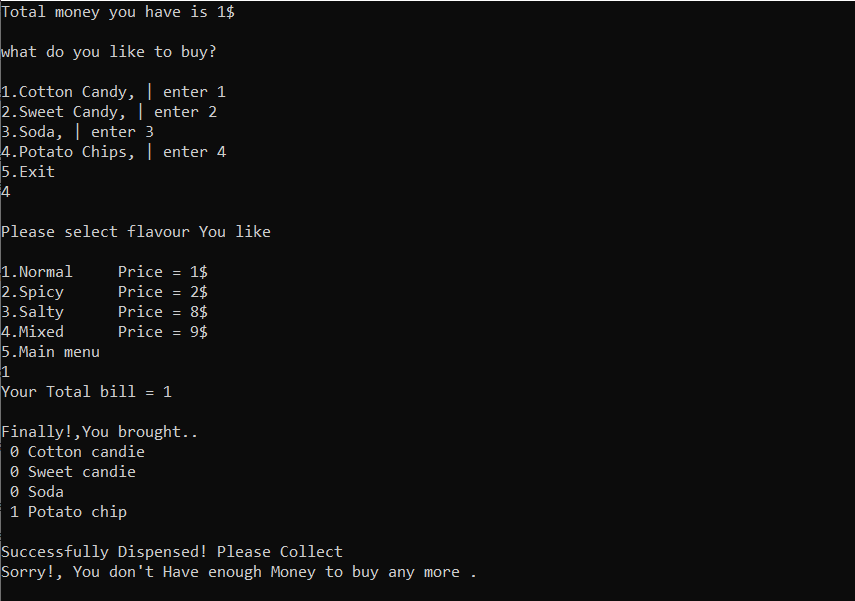 Total money you have is 1$
what do you like to buy?
1.Cotton Candy, | enter 1
2.Sweet Candy, | enter 2
3.Soda, | enter 3
4.Potato Chips, | enter 4
5.Exit
4
Please select flavour You like
1.Normal     Price = 1$
2.Spicy      Price = 2$
3.Salty      Price = 8$
4.Mixed      Price = 9$
5.Main menu
1
Your Total bill = 1
Finally!,You brought..
0 Cotton candie
0 Sweet candie
0 Soda
1 Potato chip
Successfully Dispensed! Please Collect
Sorry!, You don't Have enough Money to buy any more .